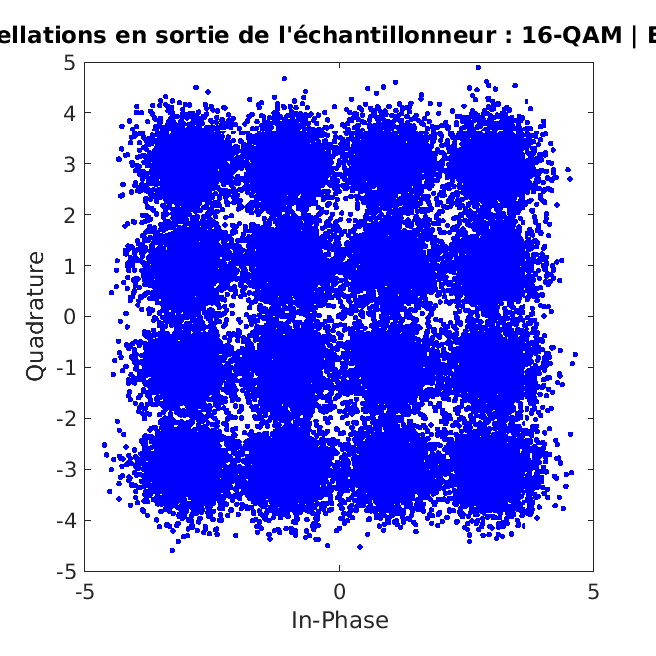 ellations en sortie de l'échantillonneur : 16-QAM | E
5
4
3
2
1
0
-1
-2
-3
-4
-5
Quadrature
-5 0 5
In-Phase